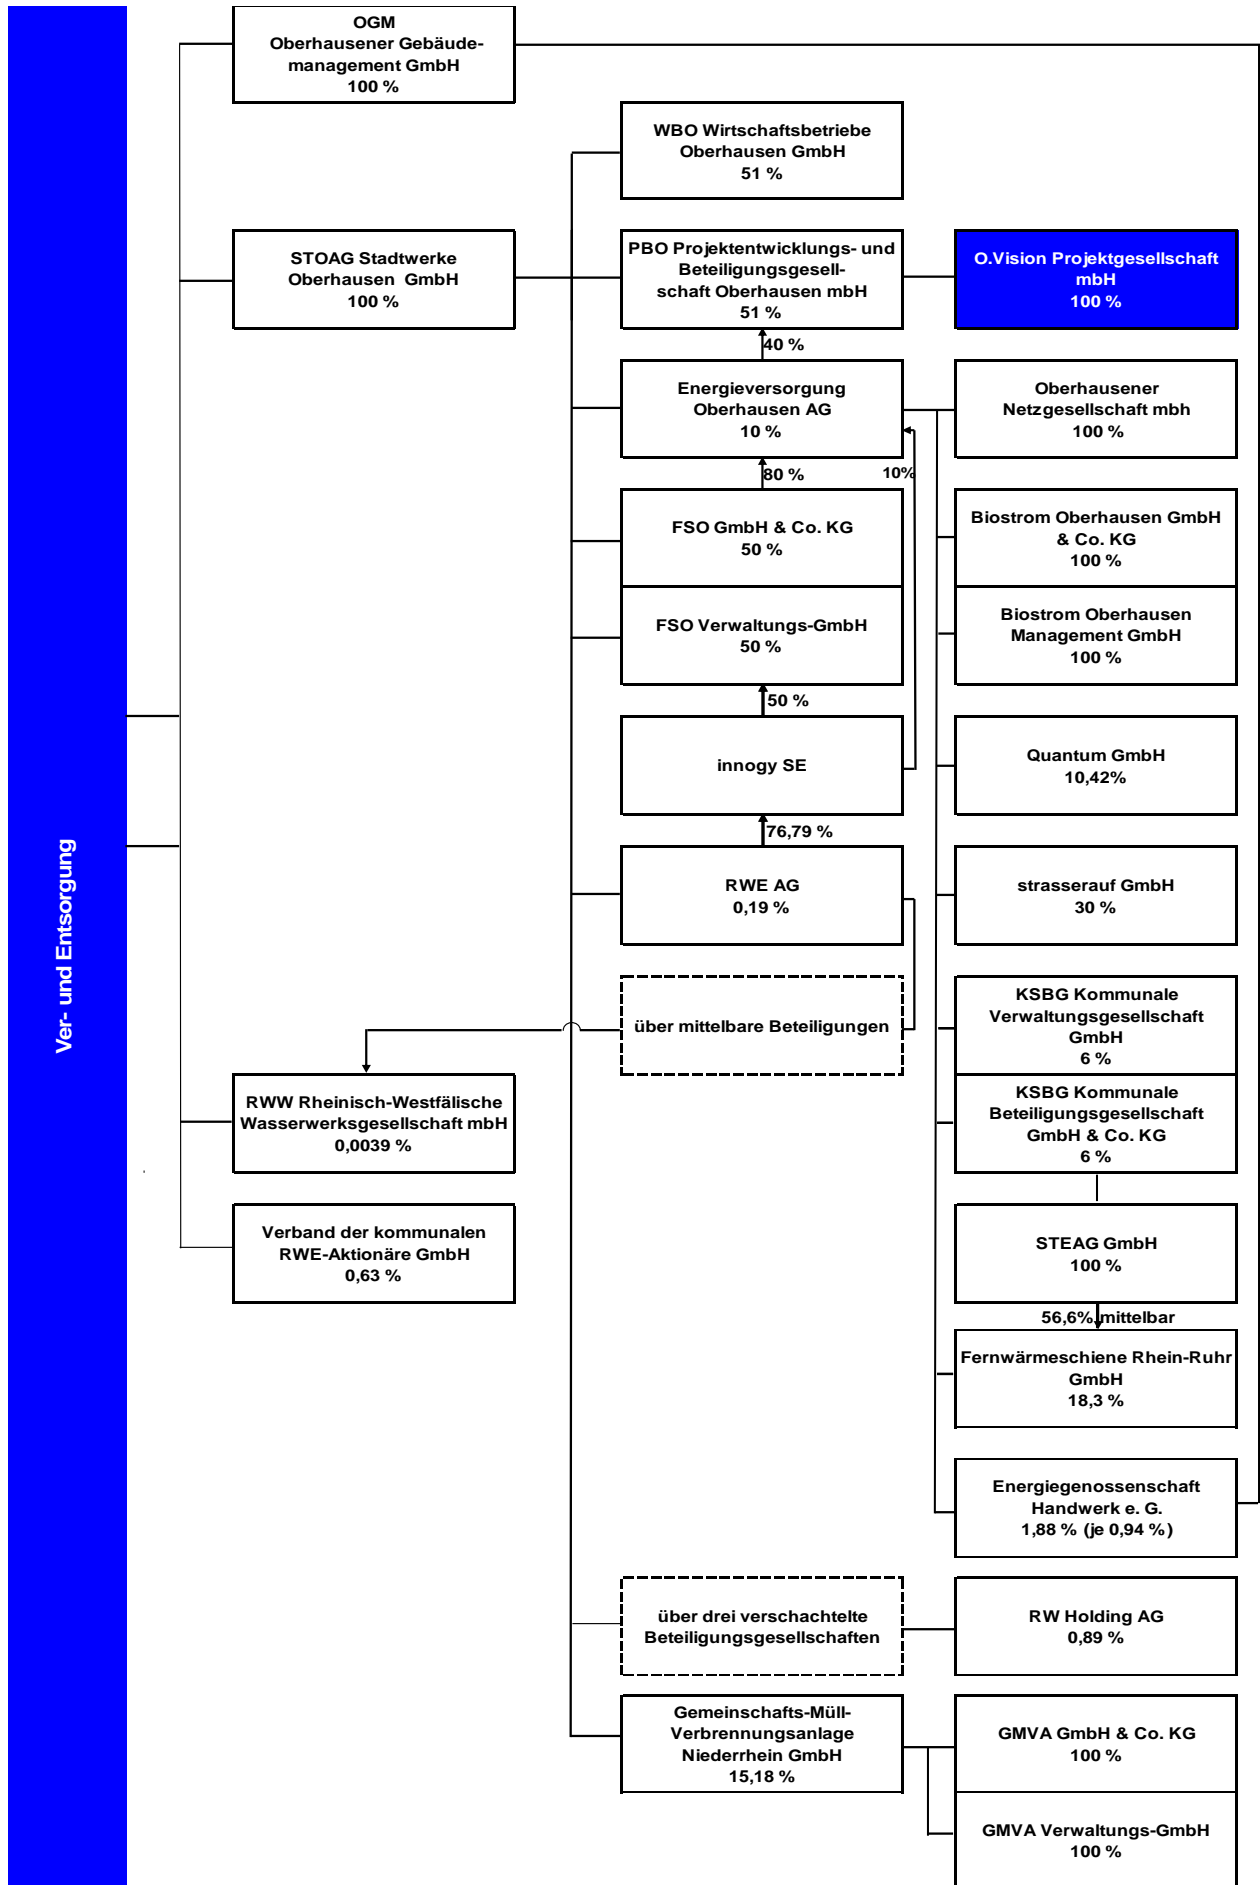 Ver- und Entsorgung
OGM
Oberhausener Gebäude-
management GmbH
100 %
WBO Wirtschaftsbetriebe
Oberhausen GmbH
51 %
STOAG Stadtwerke
Oberhausen GmbH
100 %
PBO Projektentwicklungs- und
Beteiligungsgesell-
schaft Oberhausen mbH
51 %
O.Vision Projektgesellschaft
mbH
100 %
40 %
Energieversorgung
Oberhausen AG
10 %
Oberhausener
Netzgesellschaft mbh
100 %
80 %
10%
FSO GmbH & Co. KG
50 %
Biostrom Oberhausen GmbH
& Co. KG
100 %
FSO Verwaltungs-GmbH
50 %
Biostrom Oberhausen
Management GmbH
100 %
50 %
innogy SE
Quantum GmbH
10,42%
76,79 %
RWE AG
0,19 %
strasserauf GmbH
30 %
über mittelbare Beteiligungen
KSBG Kommunale
Verwaltungsgesellschaft
GmbH
6 %
RWW Rheinisch-Westfälische
Wasserwerksgesellschaft mbH
0,0039 %
KSBG Kommunale
Beteiligungsgesellschaft
GmbH & Co. KG
6 %
Verband der kommunalen
RWE-Aktionäre GmbH
0,63 %
STEAG GmbH
100 %
56,6% mittelbar
Fernwärmeschiene Rhein-Ruhr
GmbH
18,3 %
Energiegenossenschaft
Handwerk e. G.
1,88 % (je 0,94 %)
über drei verschachtelte
Beteiligungsgesellschaften
RW Holding AG
0,89 %
Gemeinschafts-Müll-
Verbrennungsanlage
Niederrhein GmbH
15,18 %
GMVA GmbH & Co. KG
100 %
GMVA Verwaltungs-GmbH
100 %